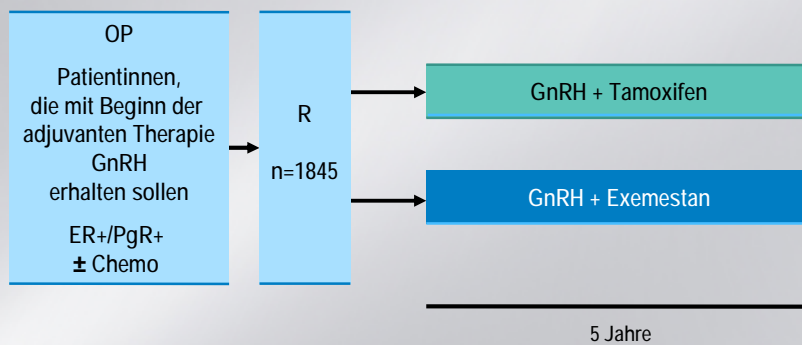 OP
Patientinnen,
die mit Beginn der
adjuvanten Therapie
GnRH
erhalten sollen
ER+/PgR+
± Chemo
R
n=1845
GnRH + Tamoxifen
GnRH + Exemestan
5 Jahre